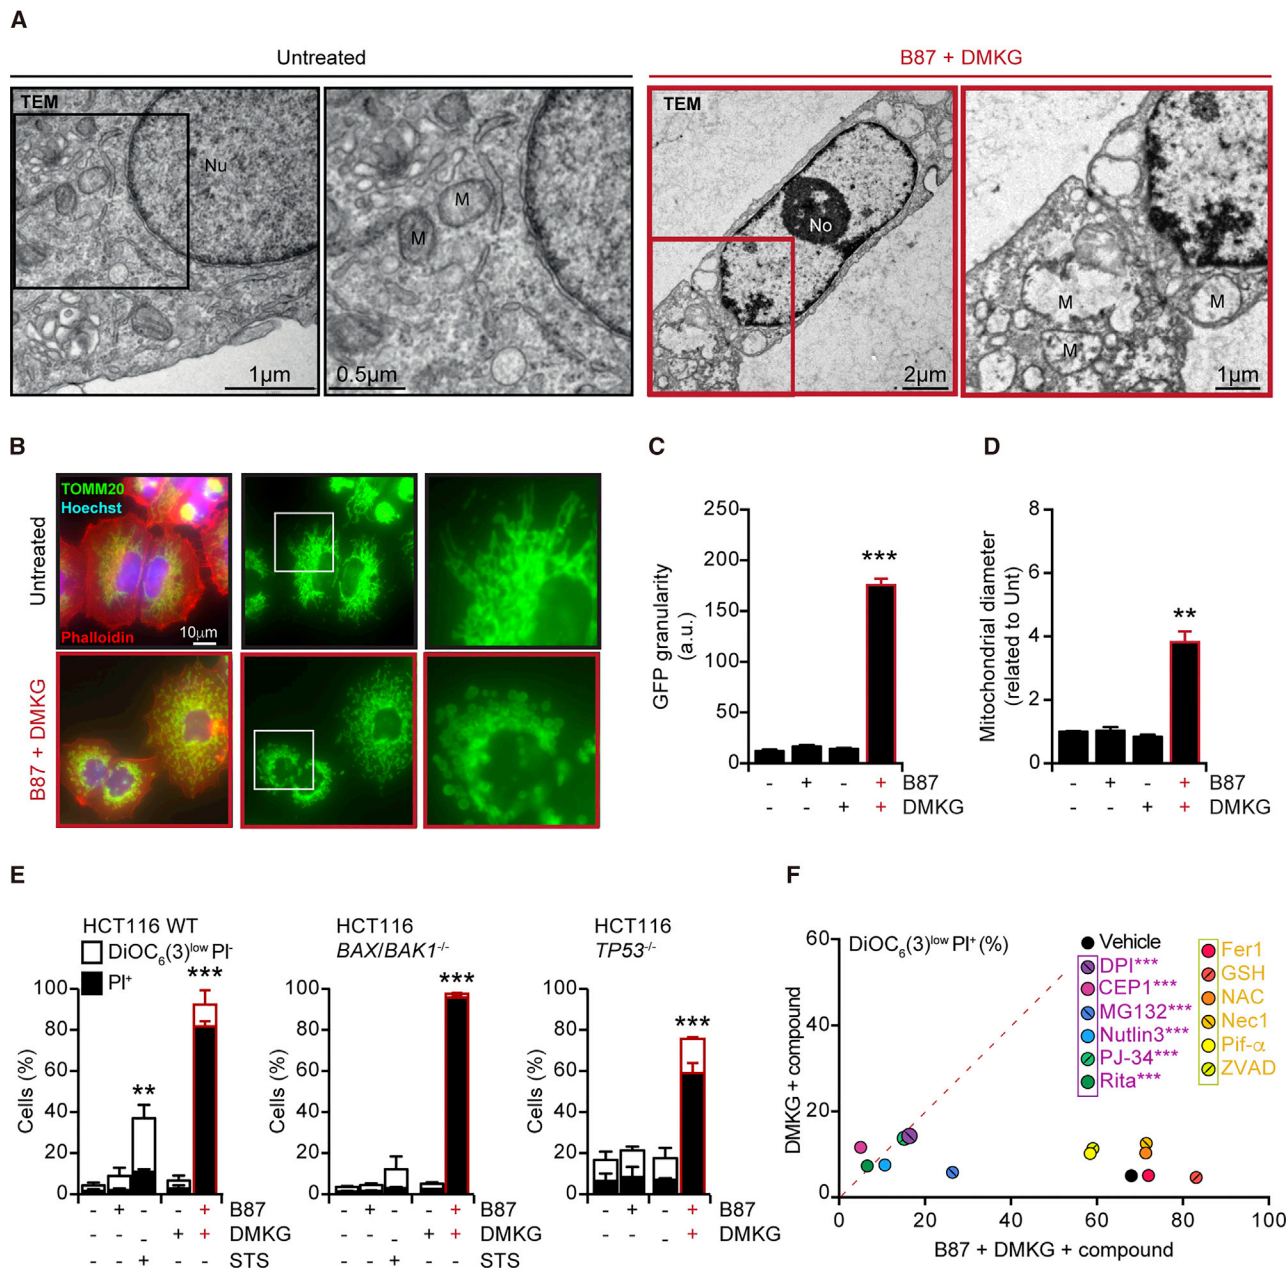 A
Untreated
B87 + DMKG
TEM
Nu
M
M
0.5µm
1µm
TEM
No
2µm
M
M
M
1µm
B
Untreated
TOMM20
Hoechst
Phalloidin
10µm
B87 + DMKG
C
GFP granularity
(a.u.)
250
200
150
100
50
0
***
- + - + B87
- - + + DMKG
D
Mitochondrial diameter
(related to Unt)
8
6
4
2
0
**
- + - + B87
- - + + DMKG
E
HCT116 WT
DiOC6(3)low PI-
PI+
Cells (%)
100
80
60
40
20
0
**
***
HCT116
BAX/BAK1-/-
Cells (%)
100
80
60
40
20
0
***
HCT116
TP53-/-
Cells (%)
100
80
60
40
20
0
***
- + - - + B87
- - - + + DMKG
- - + - - STS
- + - - + B87
- - - + + DMKG
- - + - - STS
- + - + B87
- - - + DMKG
F
DiOC6(3)low PI+ (%)
DMKG + compound
60
40
20
0
0 20 40 60 80 100
B87 + DMKG + compound
Vehicle
DPI***
CEP1***
MG132***
Nutlin3***
PJ-34***
Rita***
Fer1
GSH
NAC
Nec1
Pif-α
ZVAD